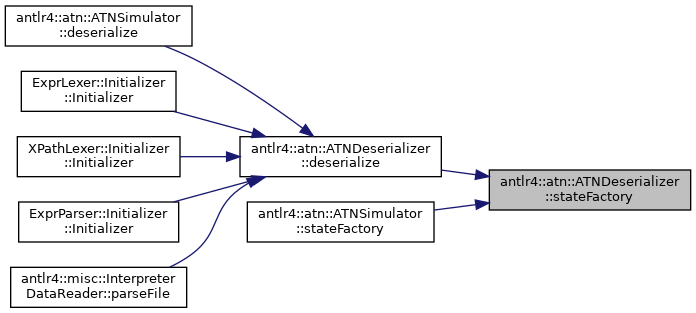 antlr4::atn::ATNSimulator
::deserialize
ExprLexer::Initializer
::Initializer
XPathLexer::Initializer
::Initializer
ExprParser::Initializer
::Initializer
antlr4::misc::Interpreter
DataReader::parseFile
antlr4::atn::ATNDeserializer
::deserialize
antlr4::atn::ATNSimulator
::stateFactory
antlr4::atn::ATNDeserializer
::stateFactory